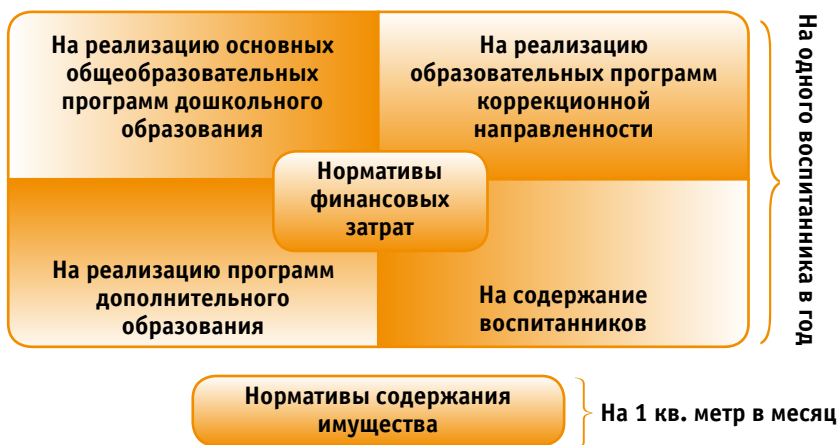 На реализацию основных
общеобразовательных
программ дошкольного
образования
На реализацию
образовательных программ
коррекционной
направленности
Нормативы
финансовых
затрат
На реализацию программ
дополнительного
образования
На содержание
воспитанников
На одного воспитанника в год
Нормативы содержания
имущества
На 1 кв. метр в месяц